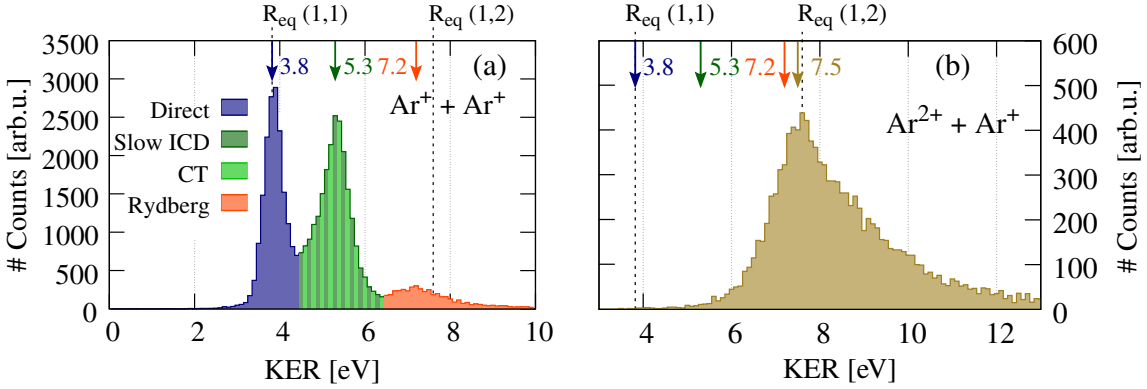 R_eq (1,1) R_eq (1,2)
3500
3000
2500
2000
1500
1000
500
0
# Counts [arb.u.]
3.8 5.3 7.2 (a)
Ar⁺ + Ar⁺
Direct
Slow ICD
CT
Rydberg
0 2 4 6 8 10
KER [eV]
R_eq (1,1) R_eq (1,2)
3.8 5.3 7.2 7.5 (b)
Ar²⁺ + Ar⁺
600
500
400
300
200
100
0
# Counts [arb.u.]
4 6 8 10 12
KER [eV]